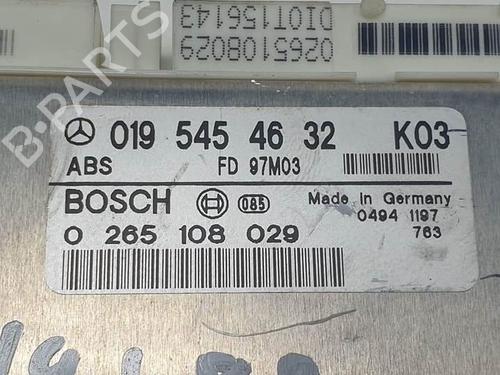 DIOT156143
0265108029
019 545 46 32 K03
ABS FD 97M03
BOSCH 085 Made in Germany
0494 1197
0 265 108 029 763
B-PARTS